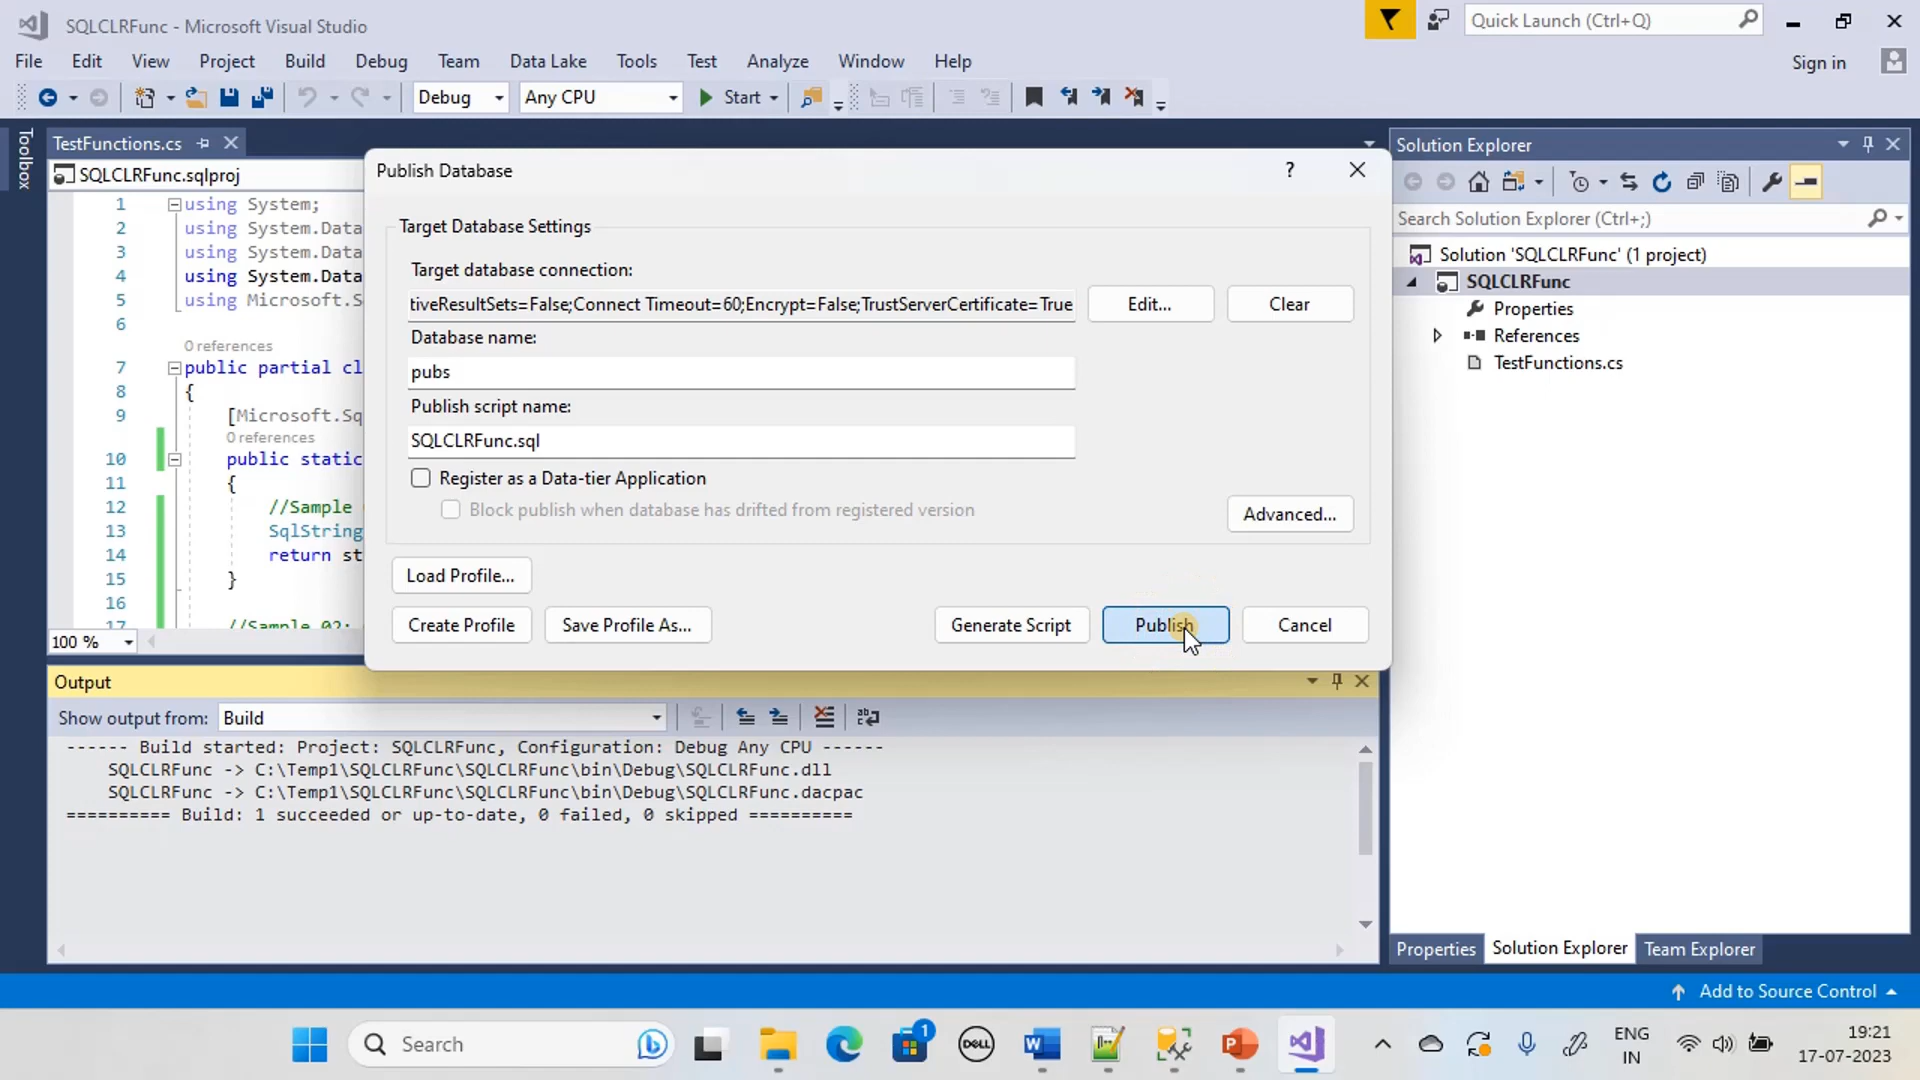 SQLCLRFunc - Microsoft Visual Studio
Quick Launch (Ctrl+Q)
File Edit View Project Build Debug Team Data Lake Tools Test Analyze Window Help
Sign in
Debug Any CPU Start
Toolbox
TestFunctions.cs
SQLCLRFunc.sqlproj
1 using System;
2 using System.Data
3 using System.Data
4 using System.Data
5 using Microsoft.S
6
0 references
7 public partial cl
8 {
9 [Microsoft.Sq
0 references
10 public static
11 {
12 //Sample
13 SqlString
14 return st
15 }
16
17 //Sample 02:
100 %
Publish Database
?
Target Database Settings
Target database connection:
tiveResultSets=False;Connect Timeout=60;Encrypt=False;TrustServerCertificate=True
Edit...
Clear
Database name:
pubs
Publish script name:
SQLCLRFunc.sql
Register as a Data-tier Application
Block publish when database has drifted from registered version
Advanced...
Load Profile...
Create Profile
Save Profile As...
Generate Script
Publish
Cancel
Output
Show output from: Build
------ Build started: Project: SQLCLRFunc, Configuration: Debug Any CPU ------
SQLCLRFunc -> C:\Temp1\SQLCLRFunc\SQLCLRFunc\bin\Debug\SQLCLRFunc.dll
SQLCLRFunc -> C:\Temp1\SQLCLRFunc\SQLCLRFunc\bin\Debug\SQLCLRFunc.dacpac
========== Build: 1 succeeded or up-to-date, 0 failed, 0 skipped ==========
Solution Explorer
Search Solution Explorer (Ctrl+;)
Solution 'SQLCLRFunc' (1 project)
SQLCLRFunc
Properties
References
TestFunctions.cs
Properties Solution Explorer Team Explorer
Add to Source Control
Search
1
DELL
ENG
IN
19:21
17-07-2023